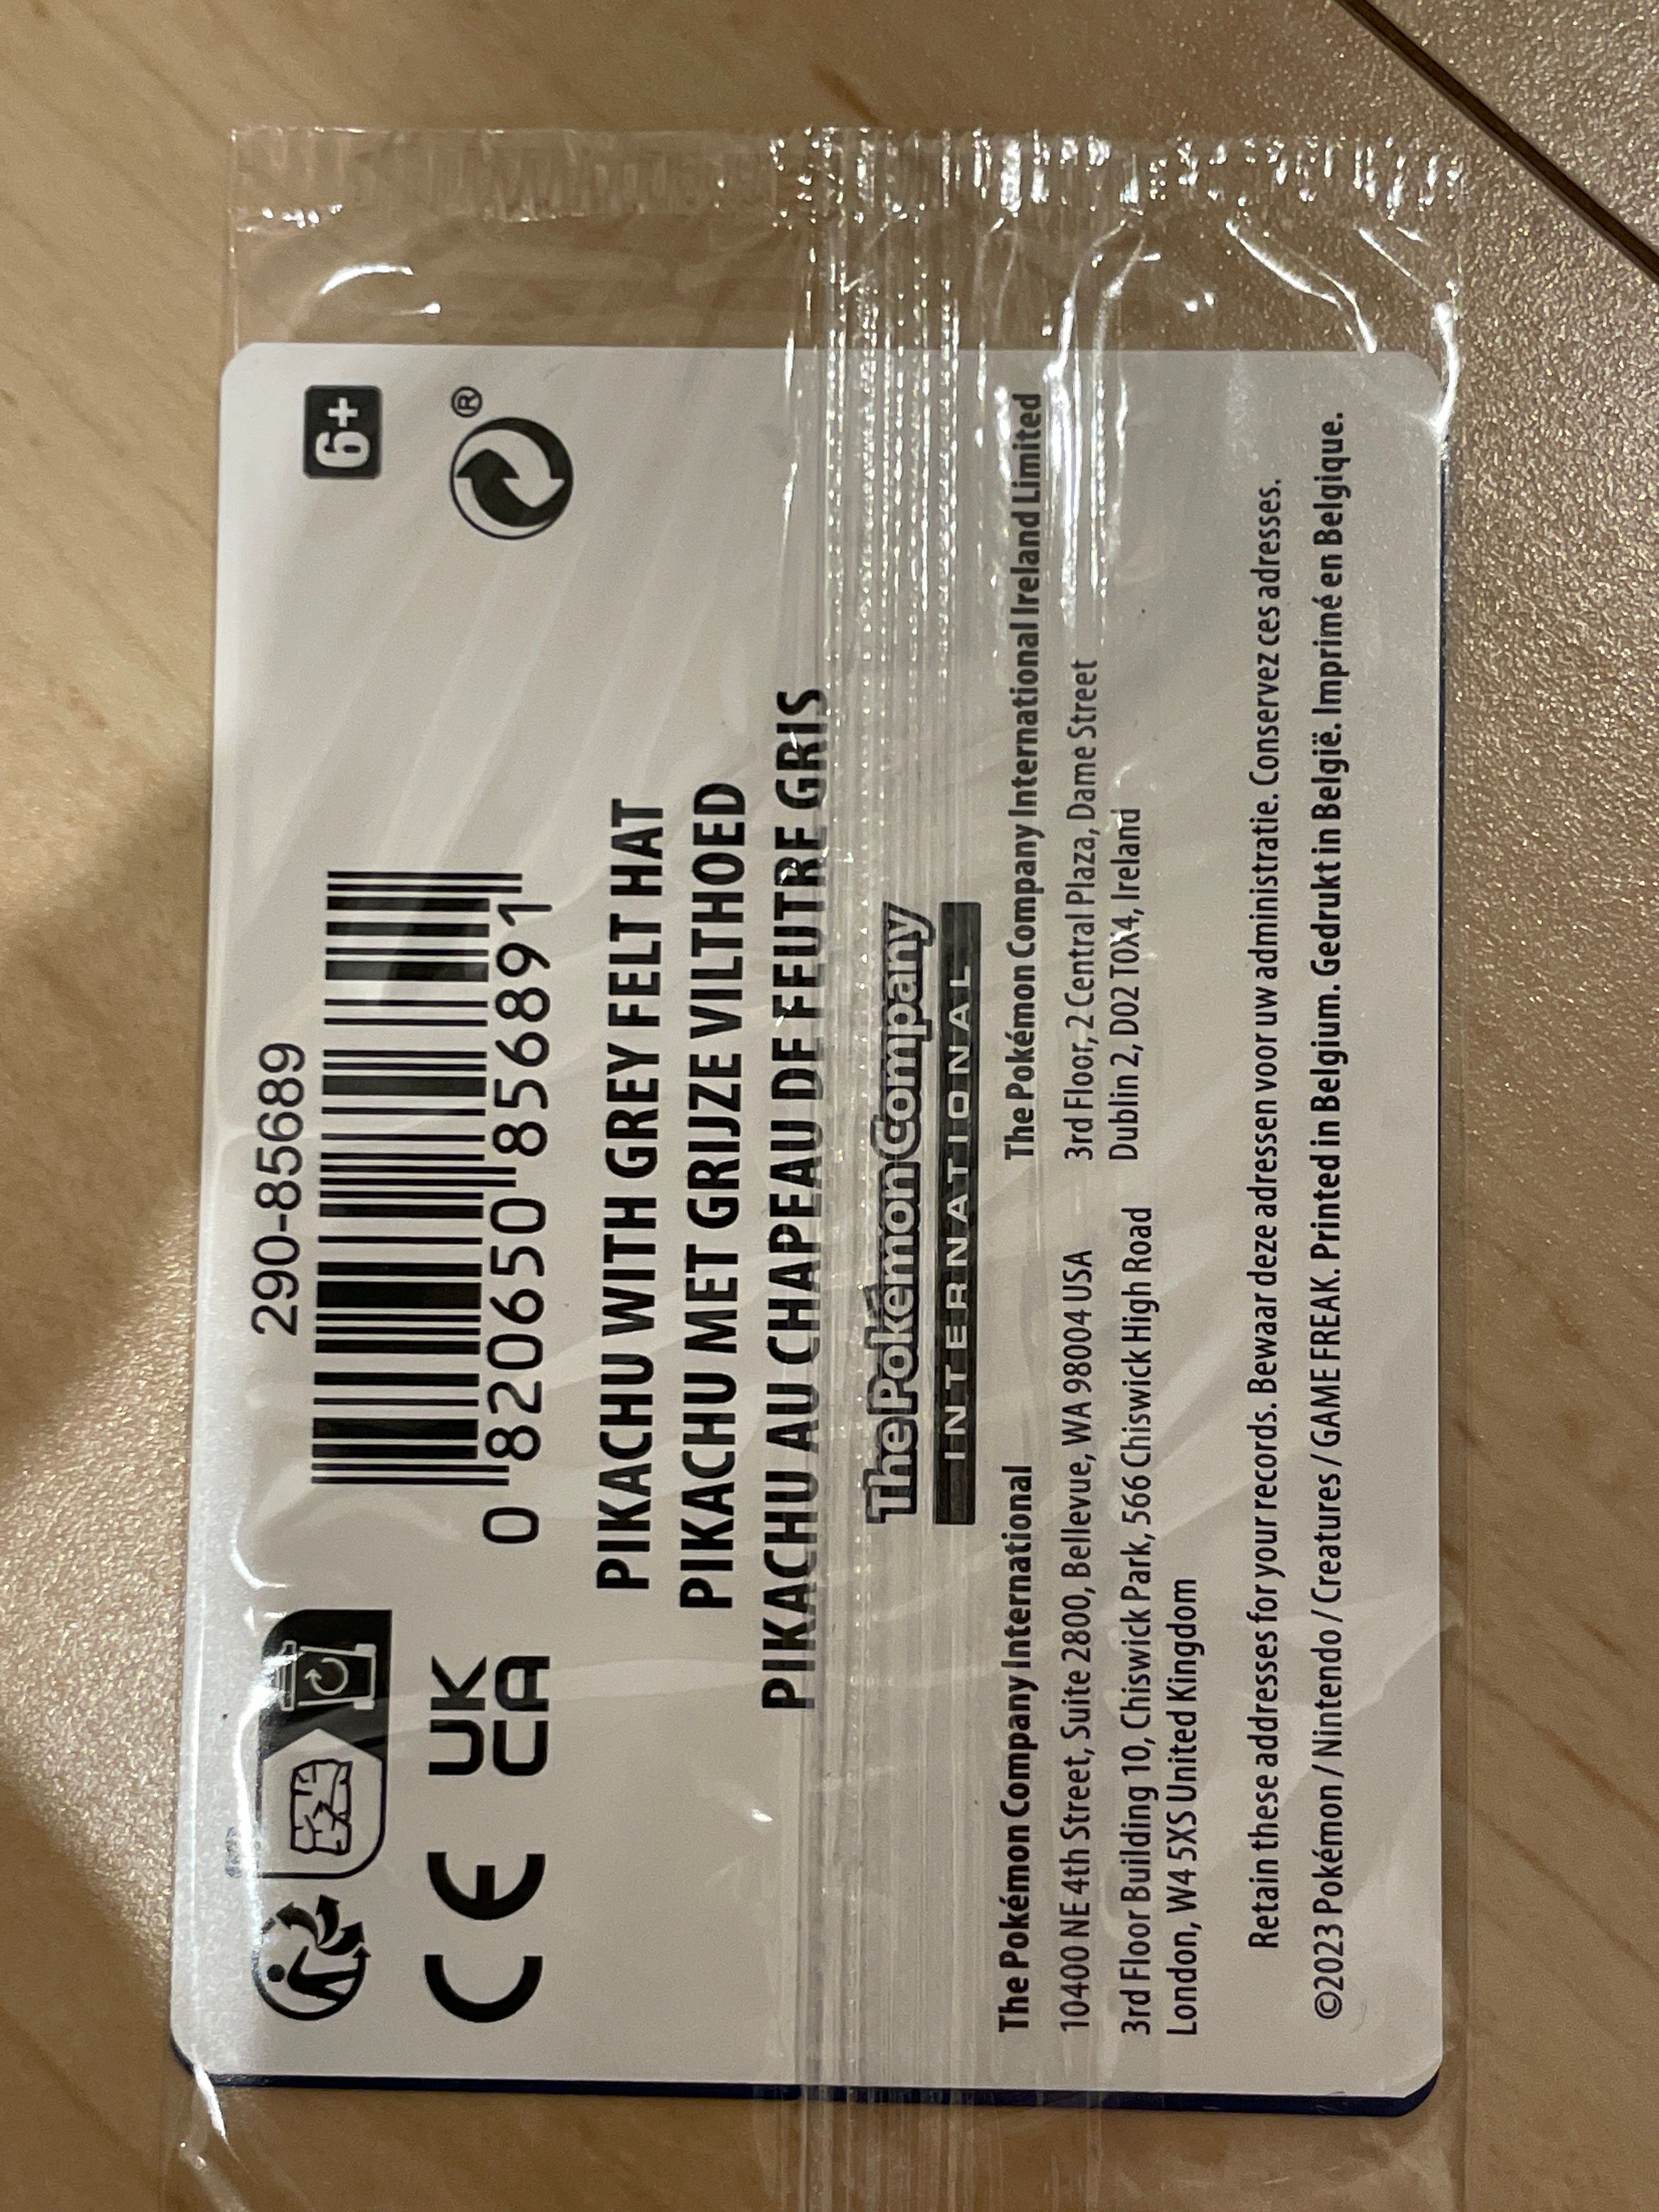 290-85689
6+
0 820650 856891
CE
UK
CA
®
PIKACHU WITH GREY FELT HAT
PIKACHU MET GRIJZE VILTHOED
PIKACHU AU CHAPEAU DE FEUTRE GRIS
The Pokémon Company
INTERNATIONAL
The Pokémon Company International
10400 NE 4th Street, Suite 2800, Bellevue, WA 98004 USA
3rd Floor Building 10, Chiswick Park, 566 Chiswick High Road
London, W4 5XS United Kingdom
The Pokémon Company International Ireland Limited
3rd Floor, 2 Central Plaza, Dame Street
Dublin 2, D02 T0X4, Ireland
Retain these addresses for your records. Bewaar deze adressen voor uw administratie. Conservez ces adresses.
©2023 Pokémon / Nintendo / Creatures / GAME FREAK. Printed in Belgium. Gedrukt in België. Imprimé en Belgique.